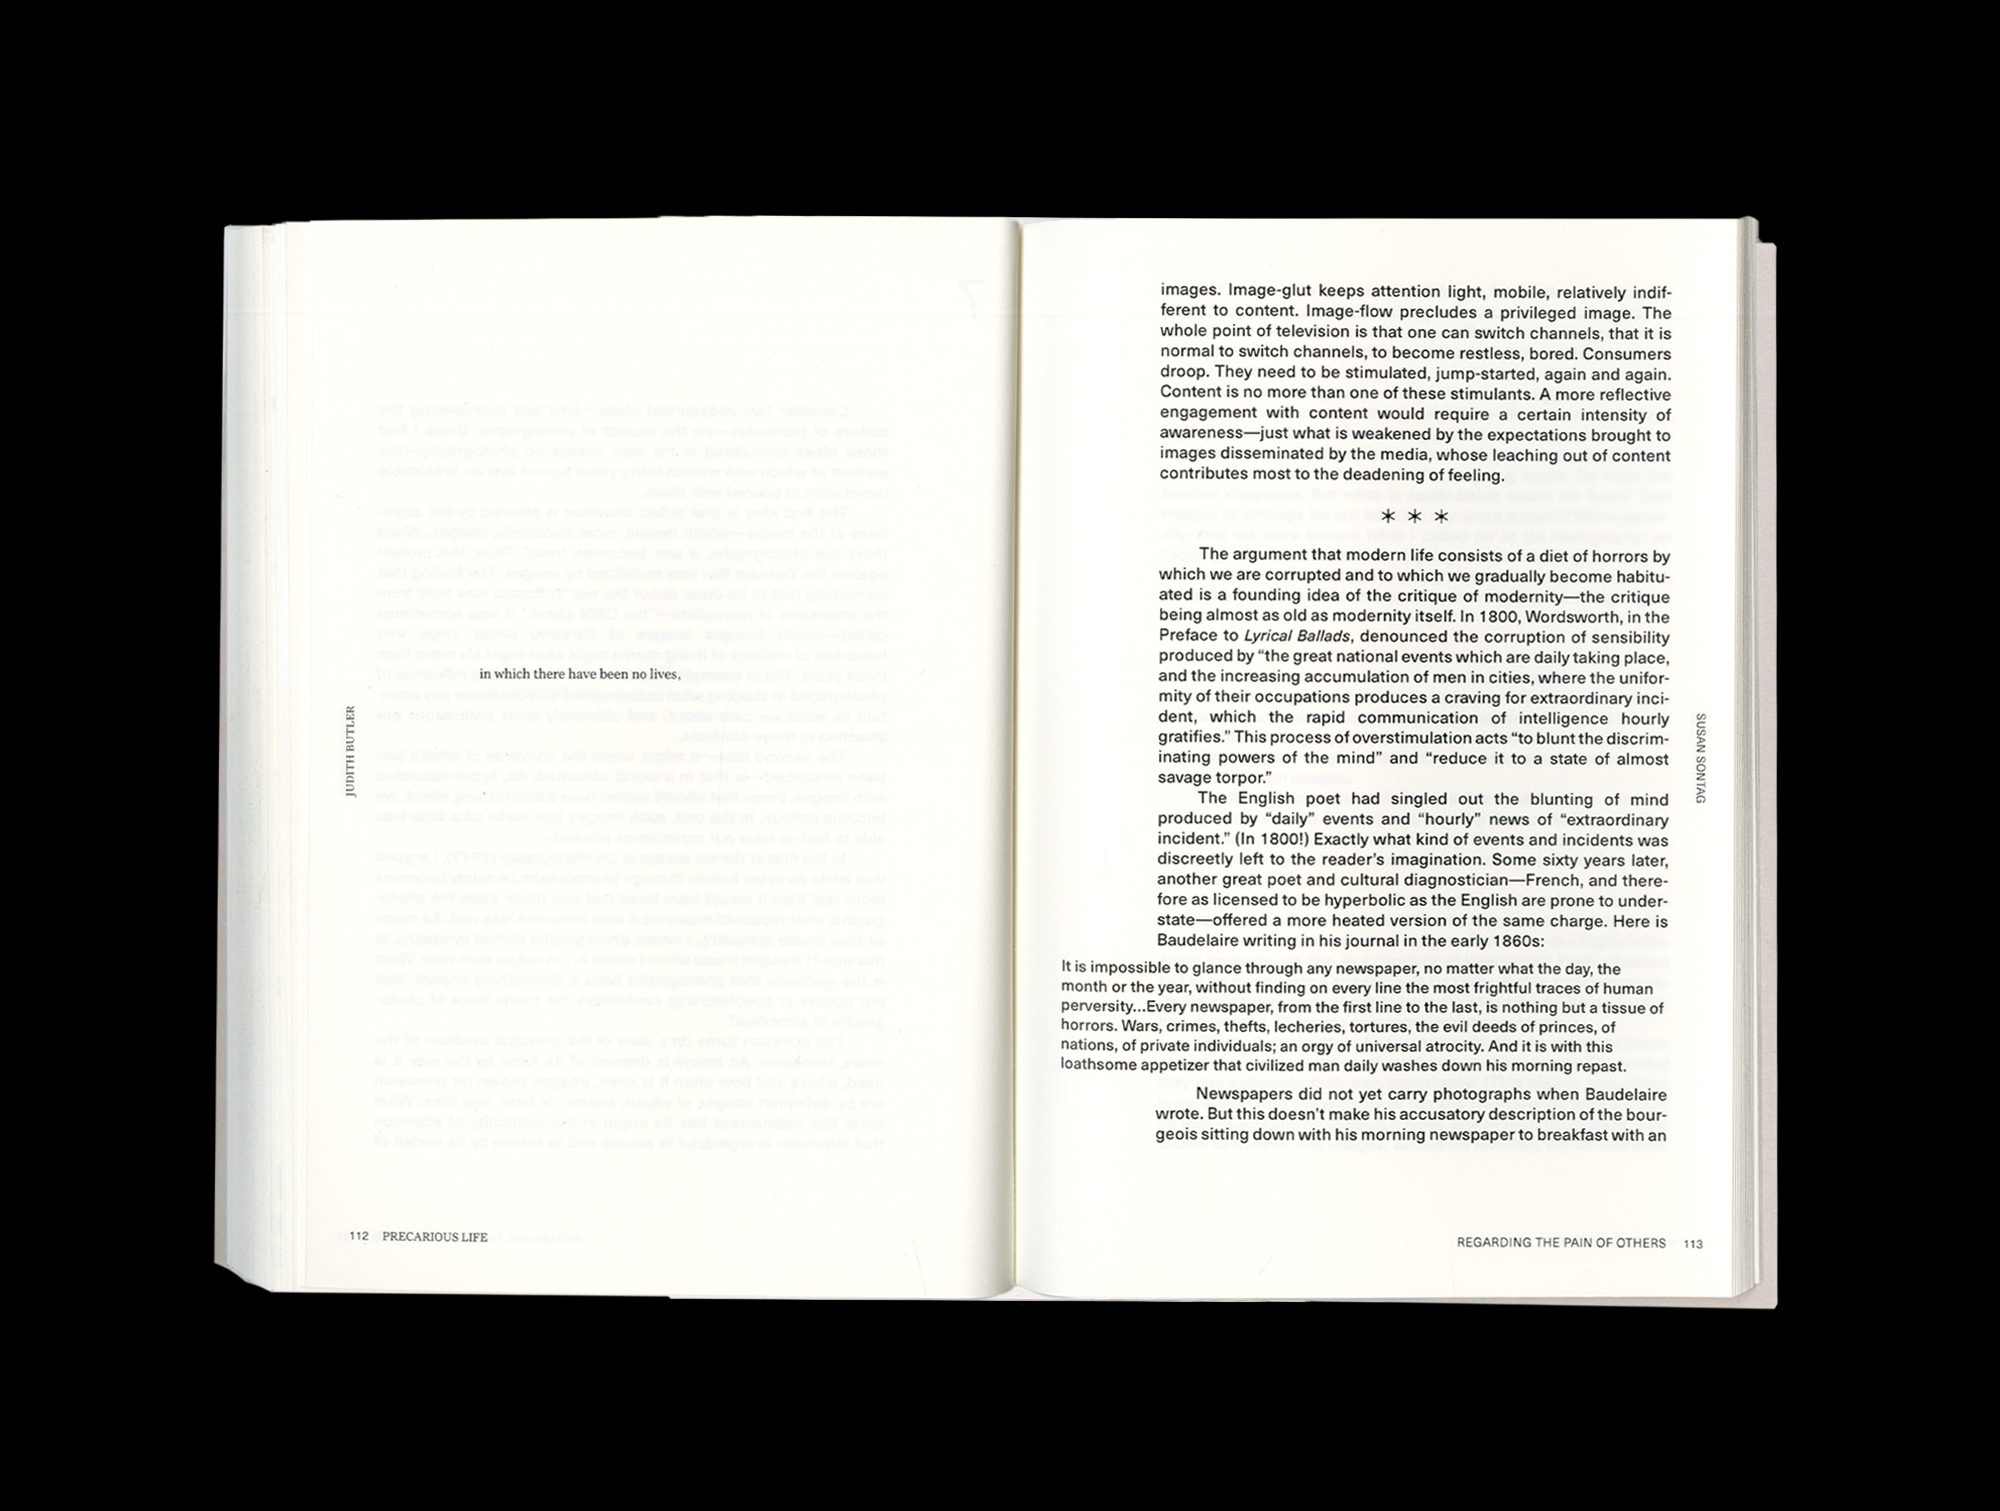 in which there have been no lives,
JUDITH BUTLER
112 PRECARIOUS LIFE
images. Image-glut keeps attention light, mobile, relatively indif-
ferent to content. Image-flow precludes a privileged image. The
whole point of television is that one can switch channels, that it is
normal to switch channels, to become restless, bored. Consumers
droop. They need to be stimulated, jump-started, again and again.
Content is no more than one of these stimulants. A more reflective
engagement with content would require a certain intensity of
awareness—just what is weakened by the expectations brought to
images disseminated by the media, whose leaching out of content
contributes most to the deadening of feeling.
* * *
The argument that modern life consists of a diet of horrors by
which we are corrupted and to which we gradually become habitu-
ated is a founding idea of the critique of modernity—the critique
being almost as old as modernity itself. In 1800, Wordsworth, in the
Preface to Lyrical Ballads, denounced the corruption of sensibility
produced by “the great national events which are daily taking place,
and the increasing accumulation of men in cities, where the unifor-
mity of their occupations produces a craving for extraordinary inci-
dent, which the rapid communication of intelligence hourly
gratifies.” This process of overstimulation acts “to blunt the discrim-
inating powers of the mind” and “reduce it to a state of almost
savage torpor.”
The English poet had singled out the blunting of mind
produced by “daily” events and “hourly” news of “extraordinary
incident.” (In 1800!) Exactly what kind of events and incidents was
discreetly left to the reader’s imagination. Some sixty years later,
another great poet and cultural diagnostician—French, and there-
fore as licensed to be hyperbolic as the English are prone to under-
state—offered a more heated version of the same charge. Here is
Baudelaire writing in his journal in the early 1860s:
It is impossible to glance through any newspaper, no matter what the day, the
month or the year, without finding on every line the most frightful traces of human
perversity...Every newspaper, from the first line to the last, is nothing but a tissue of
horrors. Wars, crimes, thefts, lecheries, tortures, the evil deeds of princes, of
nations, of private individuals; an orgy of universal atrocity. And it is with this
loathsome appetizer that civilized man daily washes down his morning repast.
Newspapers did not yet carry photographs when Baudelaire
wrote. But this doesn’t make his accusatory description of the bour-
geois sitting down with his morning newspaper to breakfast with an
SUSAN SONTAG
REGARDING THE PAIN OF OTHERS 113